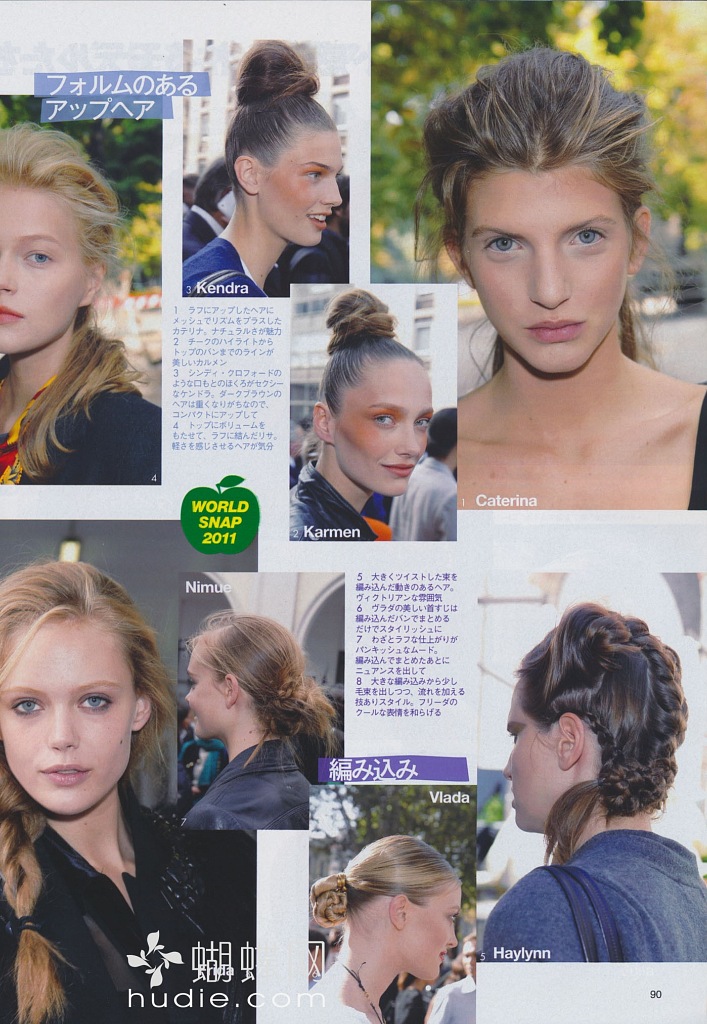 フォルムのある
アップヘア
3 Kendra
1 ラフにアップしたヘアに
メッシュでリズムをプラスした
カテリナ。ナチュラルさが魅力
2 チークのハイライトから
トップのバンまでのラインが
美しいカルメン
3 シンディ・クロフォードの
ような口もとのほくろがセクシー
なケンドラ。ダークブラウンの
ヘアは重くなりがちなので、
コンパクトにアップして
4 トップにボリュームを
もたせて、ラフに結んだリサ。
軽さを感じさせるヘアが気分
4
2 Karmen
1 Caterina
WORLD
SNAP
2011
Nimue
7
5 大きくツイストした束を
編み込んだ動きのあるヘア。
ヴィクトリアンな雰囲気
6 ヴラダの美しい首すじは
編み込んだバンでまとめる
だけでスタイリッシュに
7 わざとラフな仕上がりが
パンキッシュなムード。
編み込んでまとめたあとに
ニュアンスを出して
8 大きな編み込みから少し
毛束を出しつつ、流れを加える
技ありスタイル。フリーダの
クールな表情を和らげる
編み込み
Vlada
5 Haylynn
Frida
蝴蝶网
hudie.com
90